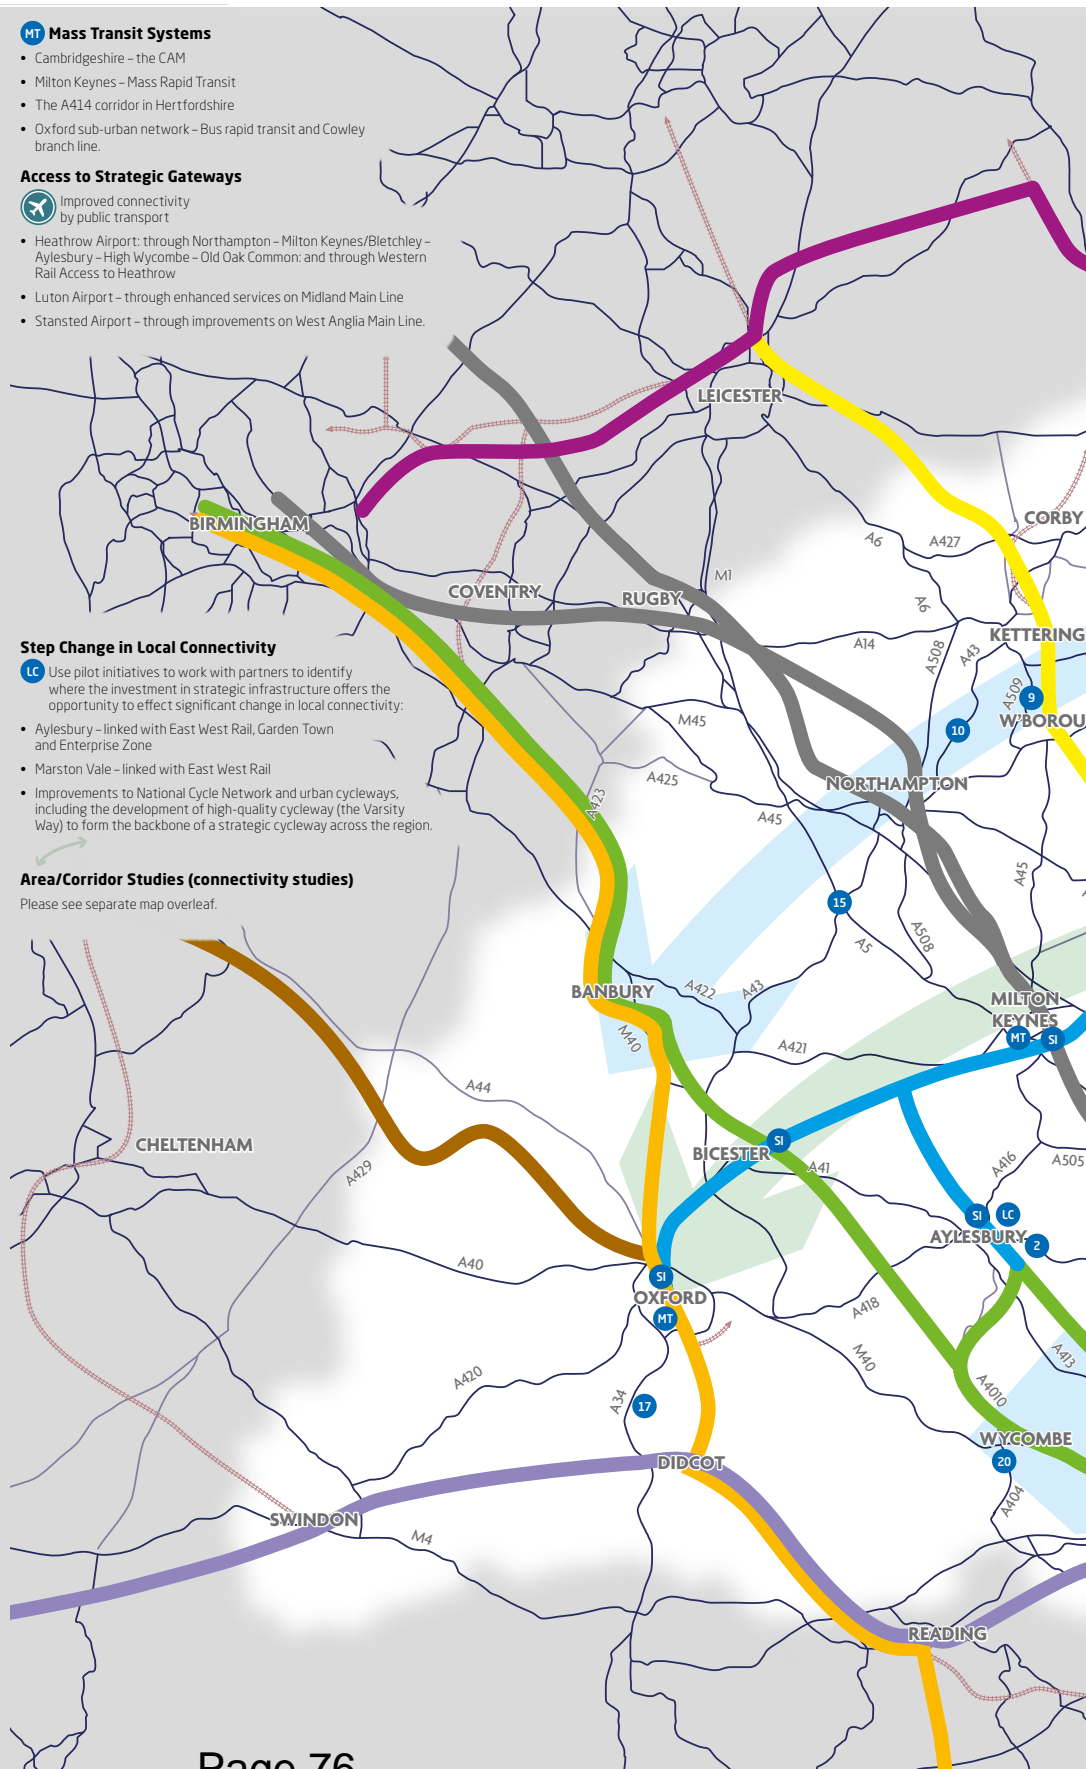 MT Mass Transit Systems
• Cambridgeshire – the CAM
• Milton Keynes – Mass Rapid Transit
• The A414 corridor in Hertfordshire
• Oxford sub-urban network – Bus rapid transit and Cowley
branch line.
Access to Strategic Gateways
Improved connectivity
by public transport
• Heathrow Airport: through Northampton – Milton Keynes/Bletchley –
Aylesbury – High Wycombe – Old Oak Common: and through Western
Rail Access to Heathrow
• Luton Airport – through enhanced services on Midland Main Line
• Stansted Airport – through improvements on West Anglia Main Line.
LEICESTER
CORBY
BIRMINGHAM
A6
A427
M1
COVENTRY
RUGBY
A6
KETTERING
A14
A508
A43
Step Change in Local Connectivity
LC Use pilot initiatives to work with partners to identify
where the investment in strategic infrastructure offers the
opportunity to effect significant change in local connectivity:
• Aylesbury – linked with East West Rail, Garden Town
and Enterprise Zone
• Marston Vale – linked with East West Rail
• Improvements to National Cycle Network and urban cycleways,
including the development of high-quality cycleway (the Varsity
Way) to form the backbone of a strategic cycleway across the region.
Area/Corridor Studies (connectivity studies)
Please see separate map overleaf.
A509
9
W'BOROU
M45
10
A425
NORTHAMPTON
A423
A45
A45
15
A5
A508
BANBURY
A422
A43
MILTON
KEYNES
M40
MT
SI
A421
A44
CHELTENHAM
SI
BICESTER
A41
A416
A505
A429
SI
LC
AYLESBURY
2
A40
SI
OXFORD
MT
A418
M40
A413
A420
A34
17
A4010
WYCOMBE
DIDCOT
20
A404
SWINDON
M4
READING
Page 76